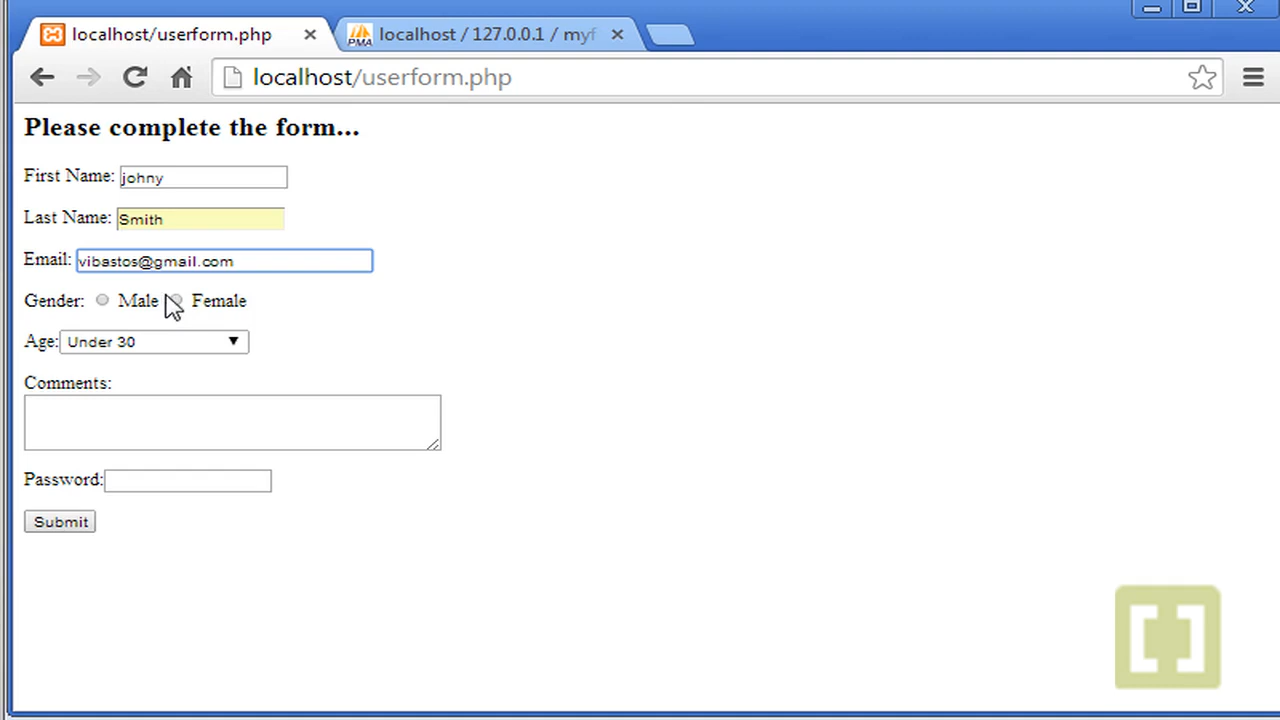 localhost/userform.php
PMA localhost / 127.0.0.1 / myf
localhost/userform.php
Please complete the form...
First Name: johny
Last Name: Smith
Email: vibastos@gmail.com
Gender: Male Female
Age: Under 30
Comments:
Password:
Submit